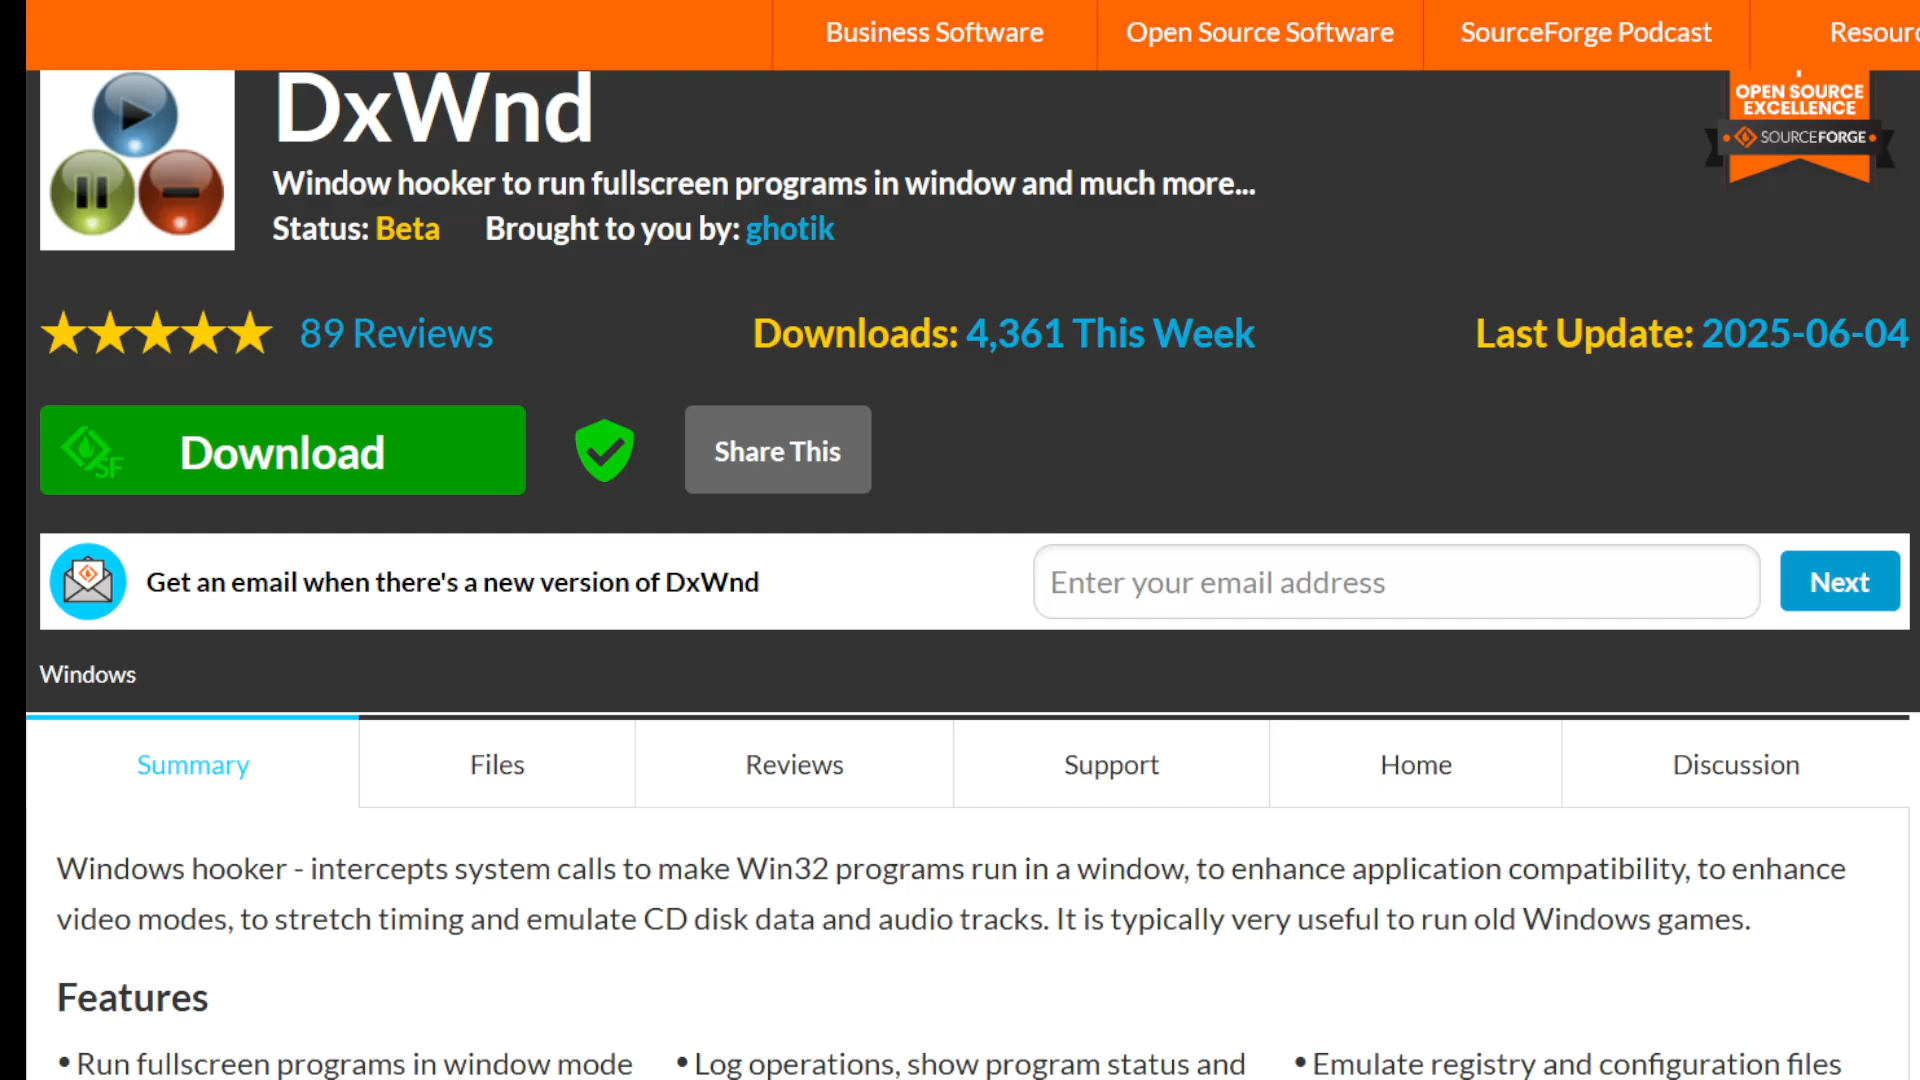 Business Software
Open Source Software
SourceForge Podcast
Resourc
DxWnd
OPEN SOURCE
EXCELLENCE
SOURCEFORGE
Window hooker to run fullscreen programs in window and much more...
Status: Beta Brought to you by: ghotik
89 Reviews
Downloads: 4,361 This Week
Last Update: 2025-06-04
SF
Download
Share This
Get an email when there's a new version of DxWnd
Enter your email address
Next
Windows
Summary
Files
Reviews
Support
Home
Discussion
Windows hooker - intercepts system calls to make Win32 programs run in a window, to enhance application compatibility, to enhance
video modes, to stretch timing and emulate CD disk data and audio tracks. It is typically very useful to run old Windows games.
Features
• Run fullscreen programs in window mode
• Log operations, show program status and
• Emulate registry and configuration files